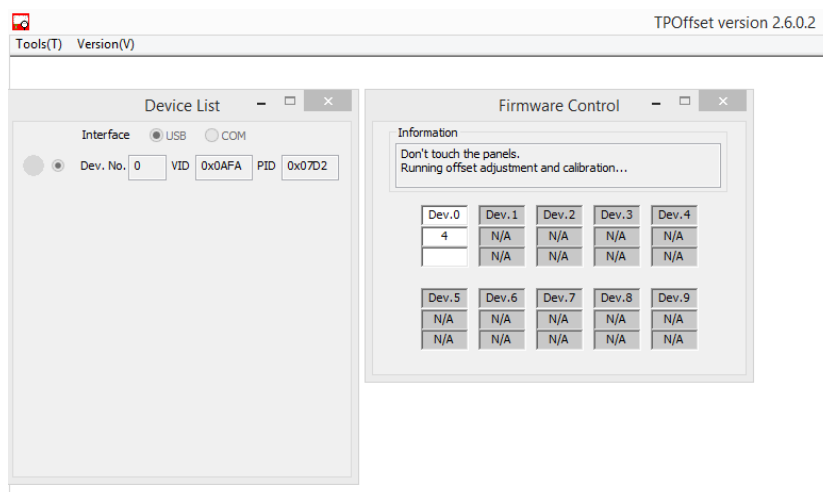 TPOffset version 2.6.0.2
Tools(T) Version(V)
Device List
Interface USB COM
Dev. No. 0 VID 0x0AFA PID 0x07D2
Firmware Control
Information
Don't touch the panels.
Running offset adjustment and calibration...
Dev.0 Dev.1 Dev.2 Dev.3 Dev.4
4 N/A N/A N/A N/A
N/A N/A N/A N/A
Dev.5 Dev.6 Dev.7 Dev.8 Dev.9
N/A N/A N/A N/A N/A
N/A N/A N/A N/A N/A